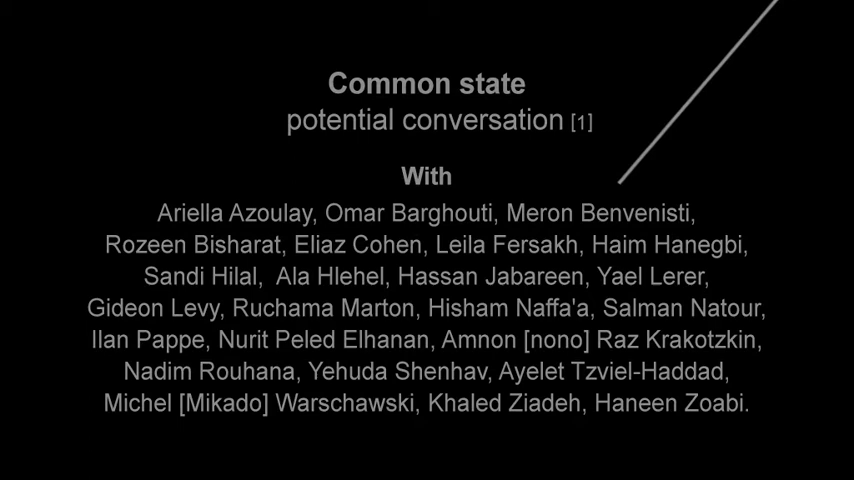 Common state
potential conversation [1]
With
Ariella Azoulay, Omar Barghouti, Meron Benvenisti,
Rozeen Bisharat, Eliaz Cohen, Leila Fersakh, Haim Hanegbi,
Sandi Hilal, Ala Hlehel, Hassan Jabareen, Yael Lerer,
Gideon Levy, Ruchama Marton, Hisham Naffa'a, Salman Natour,
Ilan Pappe, Nurit Peled Elhanan, Amnon [nono] Raz Krakotzkin,
Nadim Rouhana, Yehuda Shenhav, Ayelet Tzviel-Haddad,
Michel [Mikado] Warschawski, Khaled Ziadeh, Haneen Zoabi.